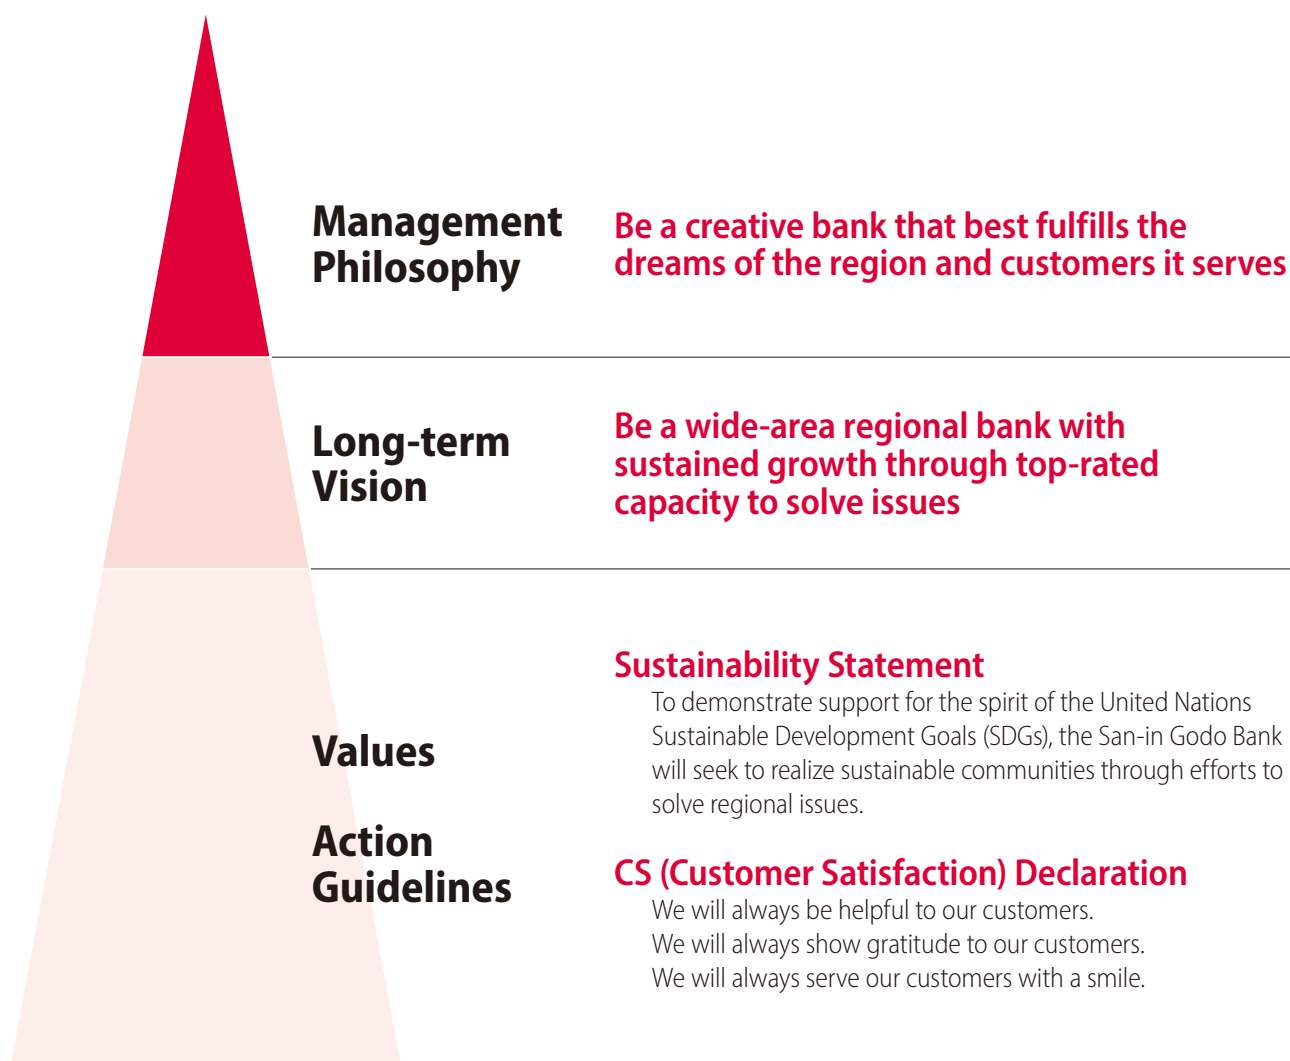 Management
Philosophy
Be a creative bank that best fulfills the
dreams of the region and customers it serves
Long-term
Vision
Be a wide-area regional bank with
sustained growth through top-rated
capacity to solve issues
Values
Action
Guidelines
Sustainability Statement
To demonstrate support for the spirit of the United Nations
Sustainable Development Goals (SDGs), the San-in Godo Bank
will seek to realize sustainable communities through efforts to
solve regional issues.
CS (Customer Satisfaction) Declaration
We will always be helpful to our customers.
We will always show gratitude to our customers.
We will always serve our customers with a smile.